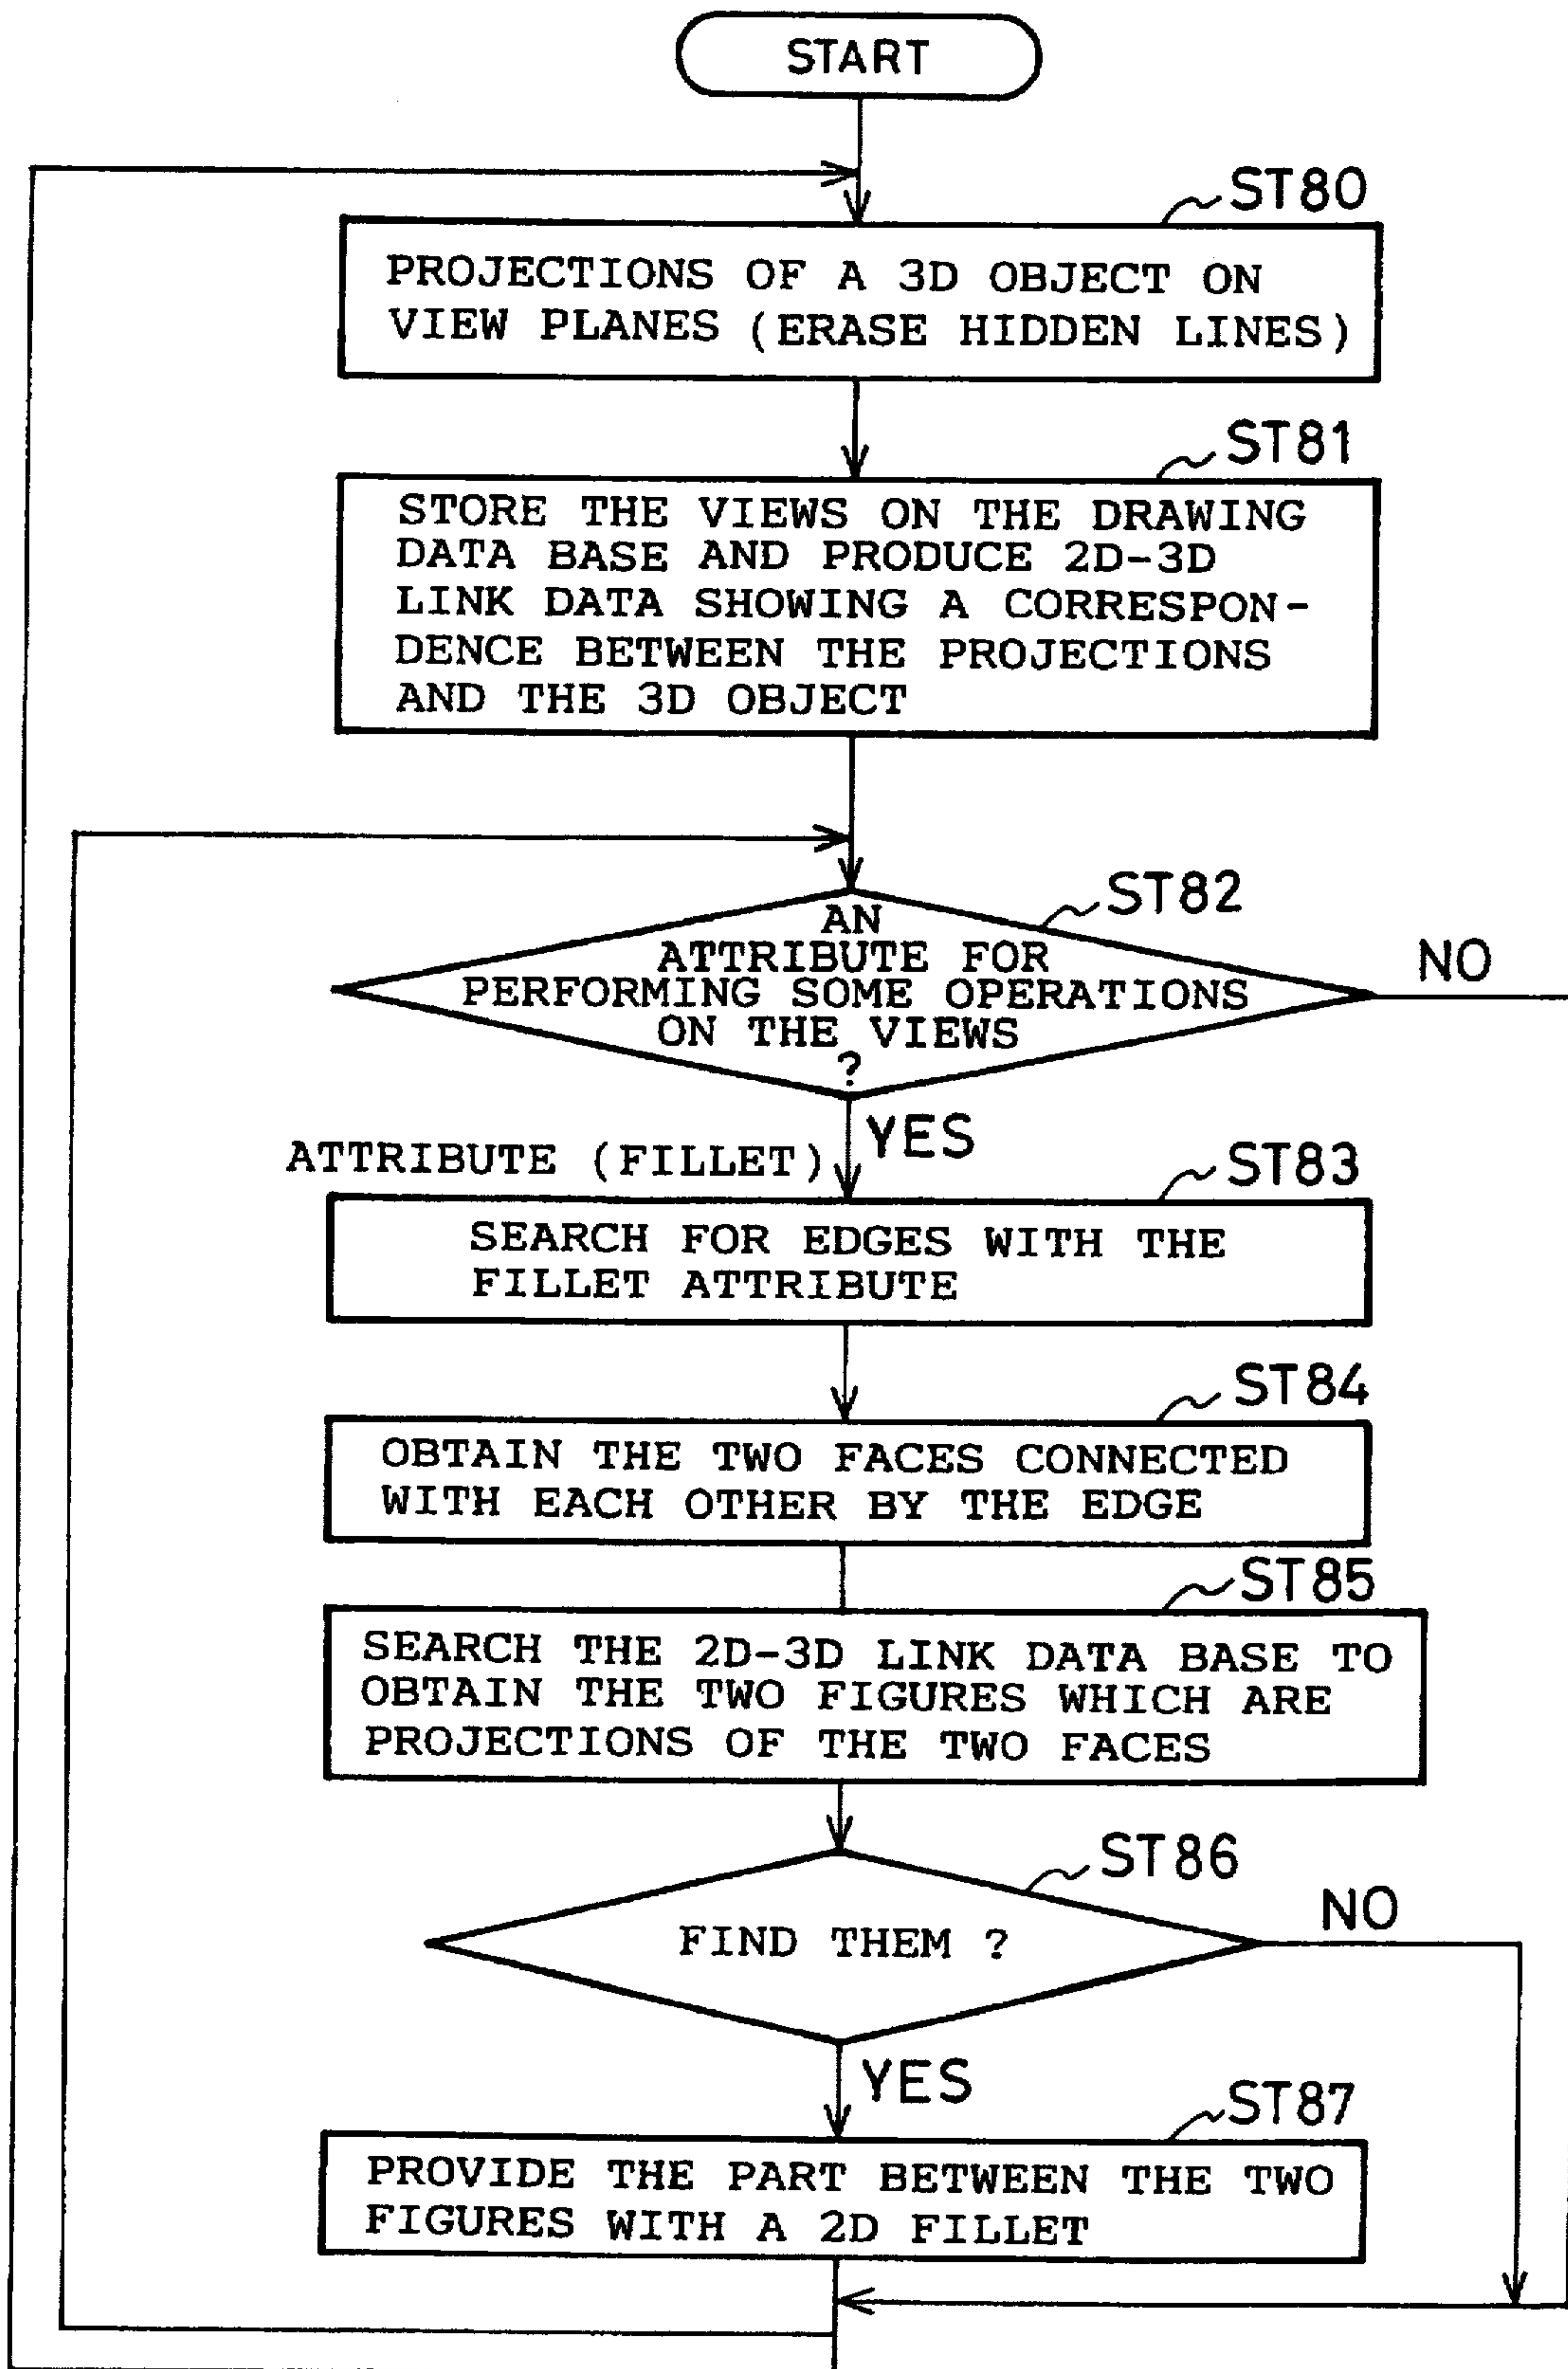 START
ST80
PROJECTIONS OF A 3D OBJECT ON
VIEW PLANES (ERASE HIDDEN LINES)
ST81
STORE THE VIEWS ON THE DRAWING
DATA BASE AND PRODUCE 2D-3D
LINK DATA SHOWING A CORRESPON-
DENCE BETWEEN THE PROJECTIONS
AND THE 3D OBJECT
ST82
AN
ATTRIBUTE FOR
PERFORMING SOME OPERATIONS
ON THE VIEWS
?
NO
YES
ATTRIBUTE (FILLET)
ST83
SEARCH FOR EDGES WITH THE
FILLET ATTRIBUTE
ST84
OBTAIN THE TWO FACES CONNECTED
WITH EACH OTHER BY THE EDGE
ST85
SEARCH THE 2D-3D LINK DATA BASE TO
OBTAIN THE TWO FIGURES WHICH ARE
PROJECTIONS OF THE TWO FACES
ST86
FIND THEM ?
NO
YES
ST87
PROVIDE THE PART BETWEEN THE TWO
FIGURES WITH A 2D FILLET